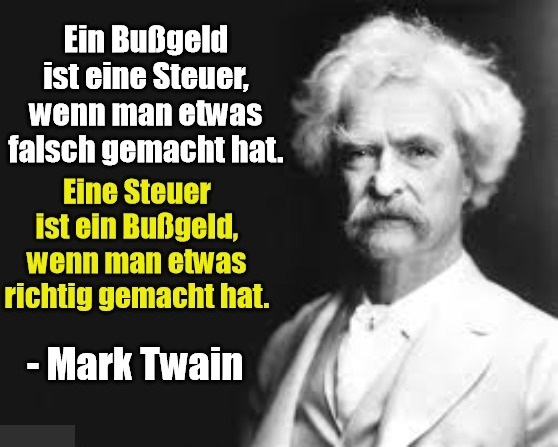 Ein Bußgeld
ist eine Steuer,
wenn man etwas
falsch gemacht hat.
Eine Steuer
ist ein Bußgeld,
wenn man etwas
richtig gemacht hat.
- Mark Twain